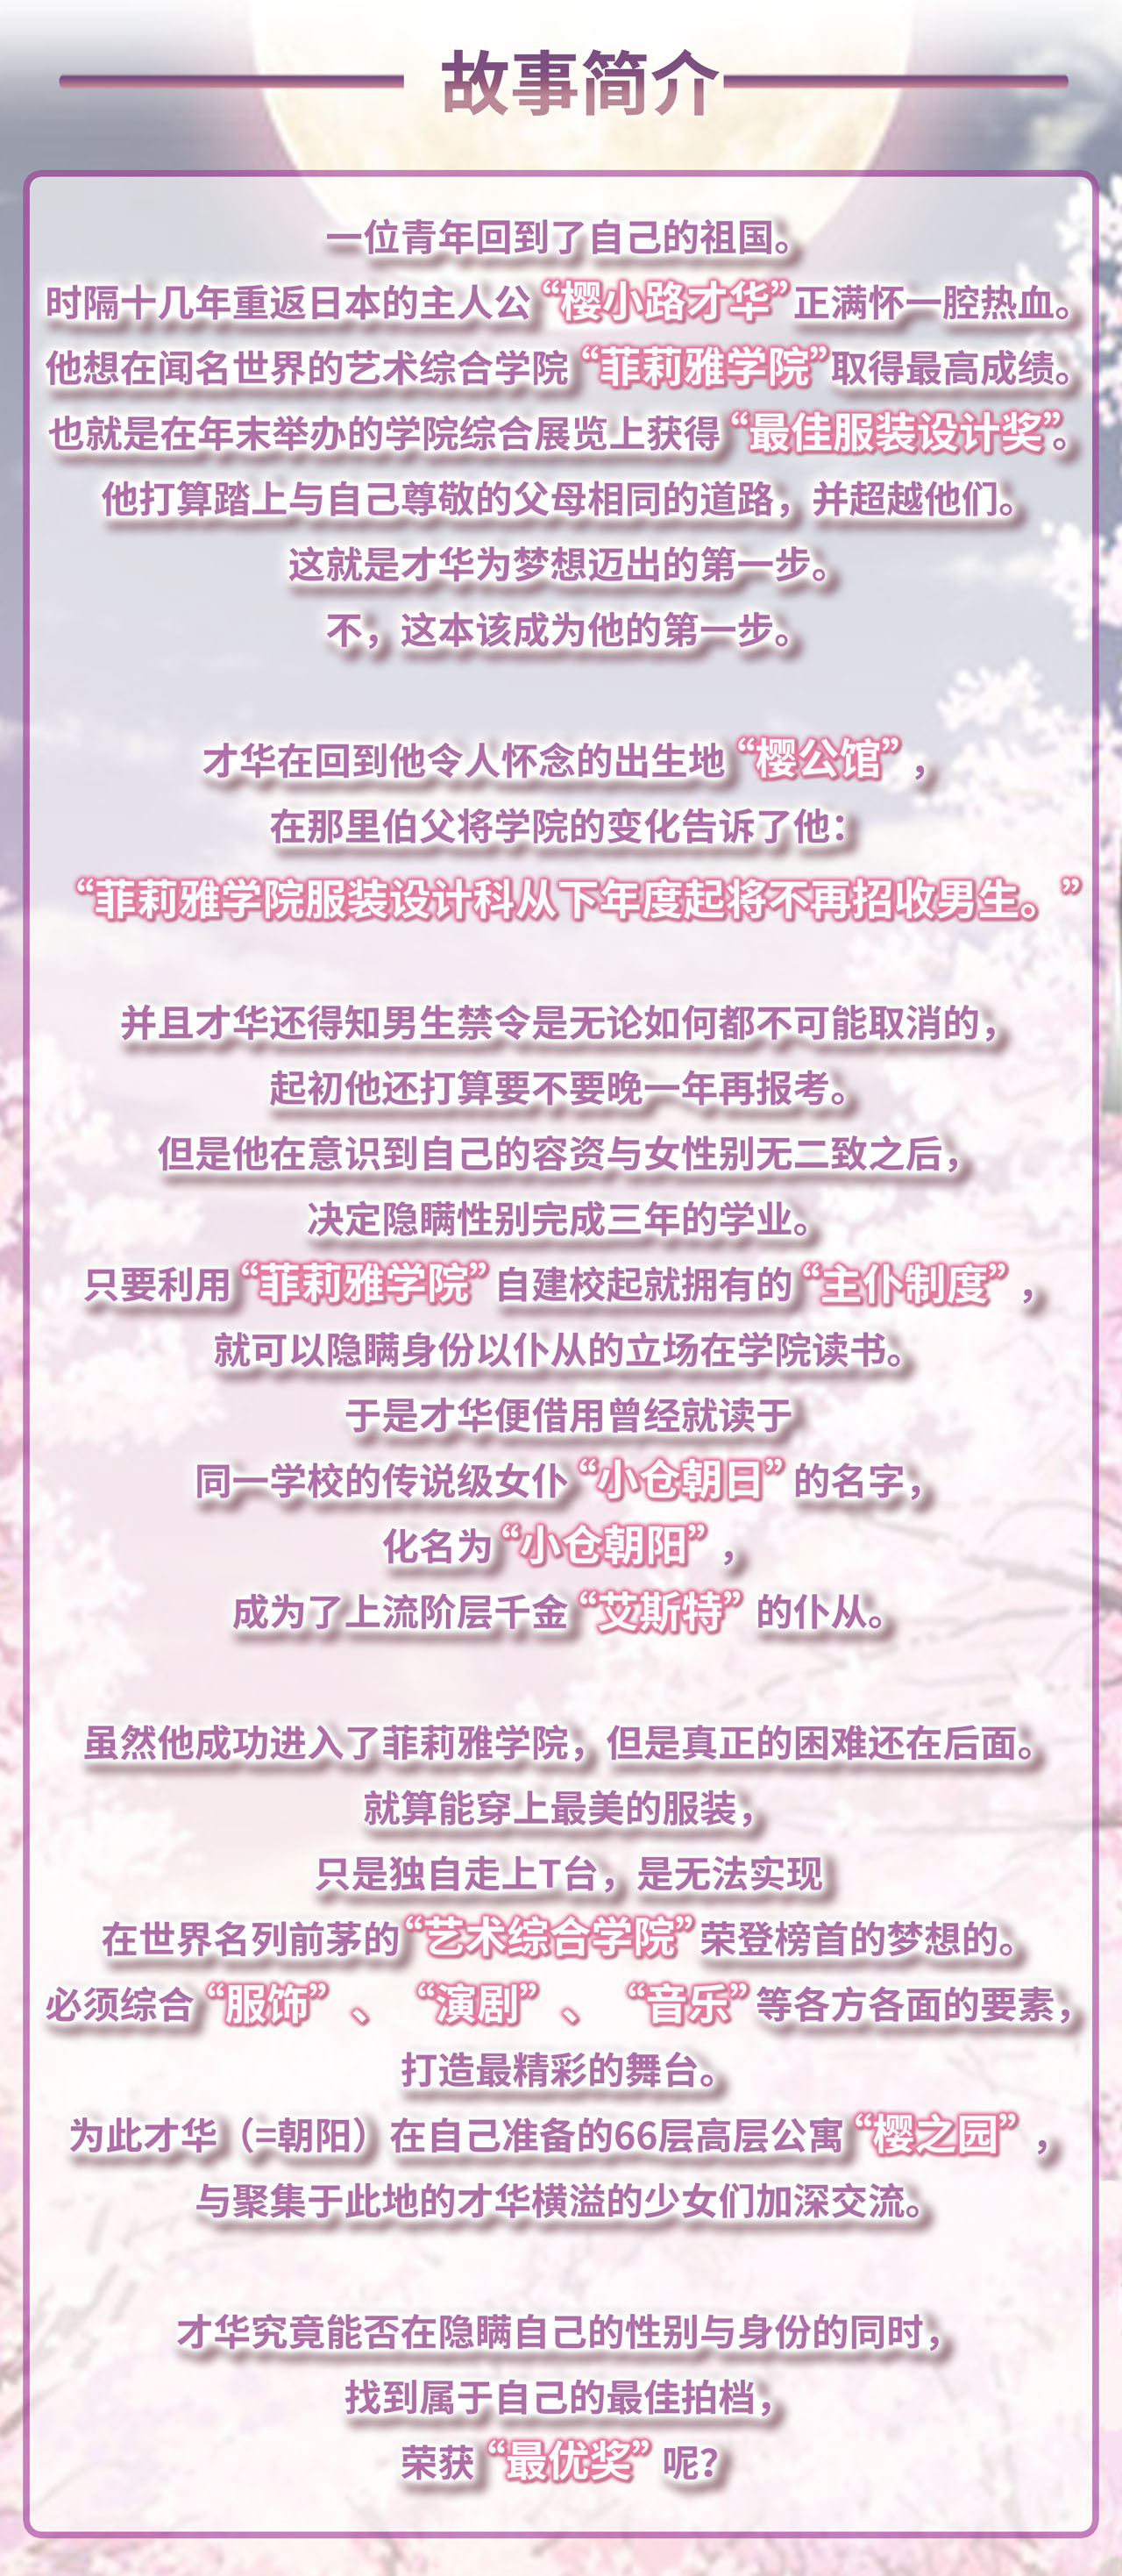 故事简介
一位青年回到了自己的祖国。
时隔十几年重返日本的主人公“樱小路才华”正满怀一腔热血。
他想在闻名世界的艺术综合学院“菲莉雅学院”取得最高成绩。
也就是在年末举办的学院综合展览上获得“最佳服装设计奖”。
他打算踏上与自己尊敬的父母相同的道路，并超越他们。
这就是才华为梦想迈出的第一步。
不，这本该成为他的第一步。
才华在回到他令人怀念的出生地“樱公馆”，
在那里伯父将学院的变化告诉了他：
“菲莉雅学院服装设计科从下年度起将不再招收男生。”
并且才华还得知男生禁令是无论如何都不可能取消的，
起初他还打算要不要晚一年再报考。
但是他在意识到自己的容资与女性别无二致之后，
决定隐瞒性别完成三年的学业。
只要利用“菲莉雅学院”自建校起就拥有的“主仆制度”，
就可以隐瞒身份以仆从的立场在学院读书。
于是才华便借用曾经就读于
同一学校的传说级女仆“小仓朝日”的名字，
化名为“小仓朝阳”，
成为了上流阶层千金“艾斯特”的仆从。
虽然他成功进入了菲莉雅学院，但是真正的困难还在后面。
就算能穿上最美的服装，
只是独自走上T台，是无法实现
在世界名列前茅的“艺术综合学院”荣登榜首的梦想的。
必须综合“服饰”、“演剧”、“音乐”等各方各面的要素，
打造最精彩的舞台。
为此才华（=朝阳）在自己准备的66层高层公寓“樱之园”，
与聚集于此地的才华横溢的少女们加深交流。
才华究竟能否在隐瞒自己的性别与身份的同时，
找到属于自己的最佳拍档，
荣获“最优奖”呢？